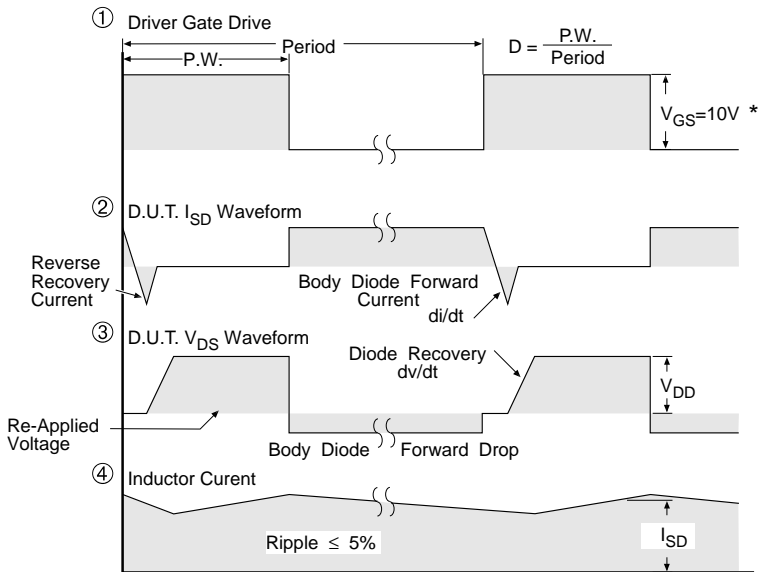 ① Driver Gate Drive
Period
P.W.
D = P.W. / Period
V_GS=10V *
② D.U.T. I_SD Waveform
Reverse
Recovery
Current
Body Diode Forward
Current
di/dt
③ D.U.T. V_DS Waveform
Diode Recovery
dv/dt
V_DD
Re-Applied
Voltage
Body Diode Forward Drop
④ Inductor Curent
Ripple ≤ 5%
I_SD